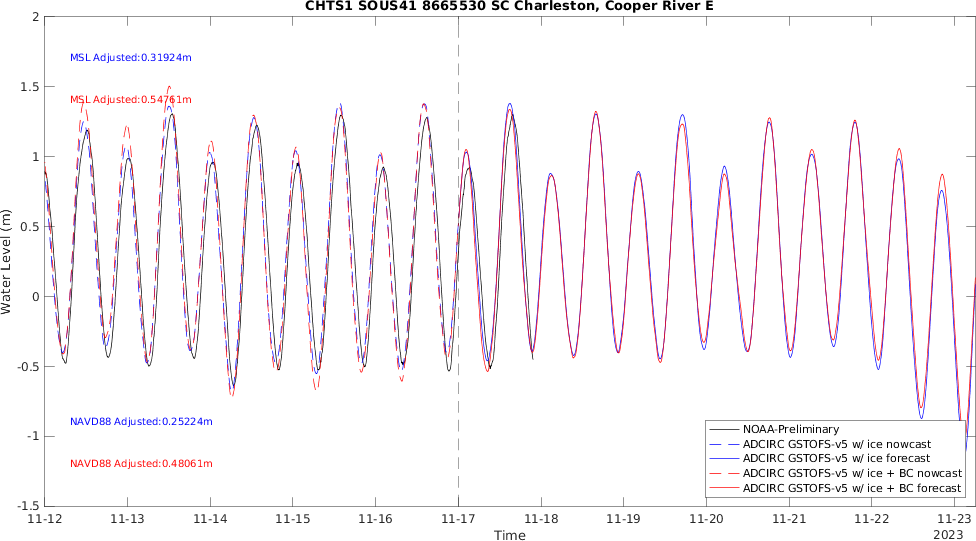 CHTS1 SOUS41 8665530 SC Charleston, Cooper River E
2
1.5
1
0.5
0
-0.5
-1
-1.5
Water Level (m)
MSL Adjusted:0.31924m
MSL Adjusted:0.54761m
NAVD88 Adjusted:0.25224m
NAVD88 Adjusted:0.48061m
NOAA-Preliminary
ADCIRC GSTOFS-v5 w/ ice nowcast
ADCIRC GSTOFS-v5 w/ ice forecast
ADCIRC GSTOFS-v5 w/ ice + BC nowcast
ADCIRC GSTOFS-v5 w/ ice + BC forecast
11-12 11-13 11-14 11-15 11-16 11-17 11-18 11-19 11-20 11-21 11-22 11-23
Time
2023